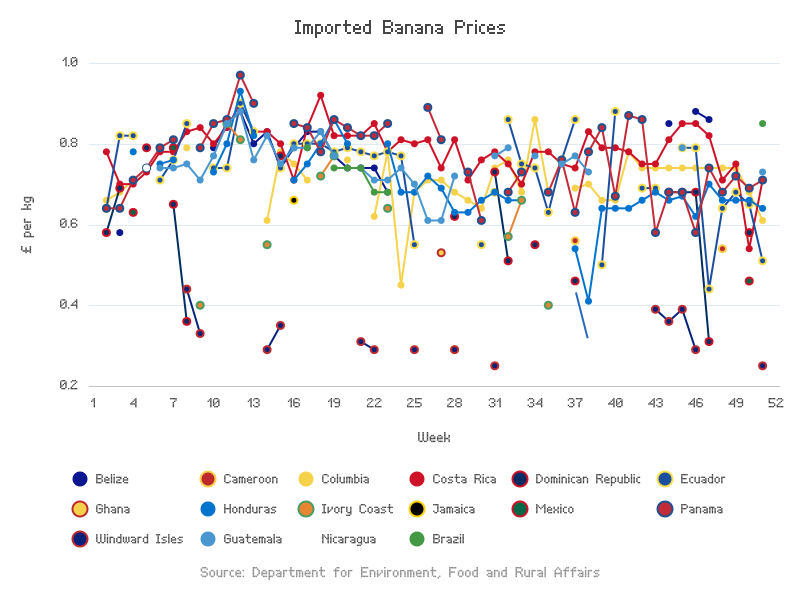 Imported Banana Prices
1.0
0.8
0.6
0.4
0.2
£ per kg
1 4 7 10 13 16 19 22 25 28 31 34 37 40 43 46 49 52
Week
Belize Cameroon Columbia Costa Rica Dominican Republic Ecuador
Ghana Honduras Ivory Coast Jamaica Mexico Panama
Windward Isles Guatemala Nicaragua Brazil
Source: Department for Environment, Food and Rural Affairs